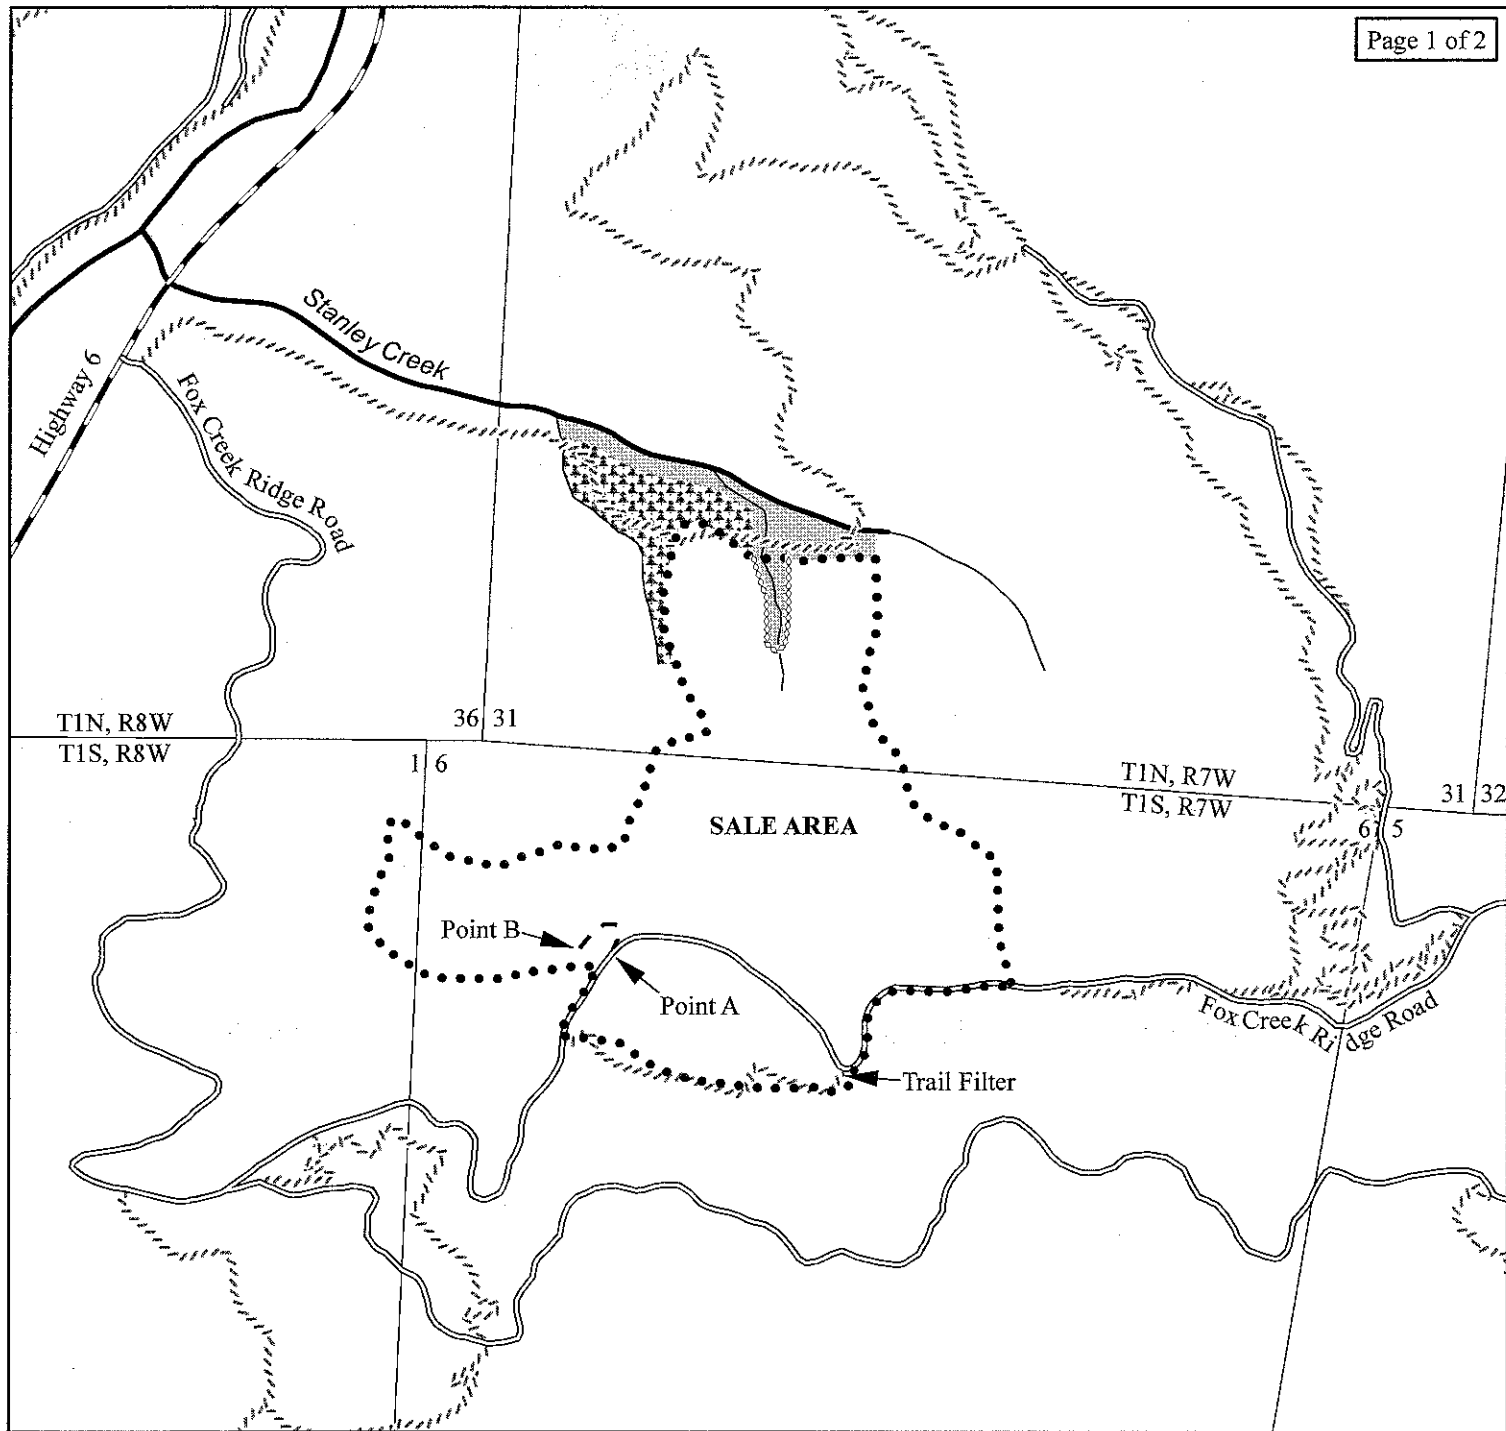 Page 1 of 2
Stanley Creek
Highway 6
Fox Creek Ridge Road
T1N, R8W
T1S, R8W
36 31
1 6
T1N, R7W
T1S, R7W
31 32
6 5
SALE AREA
Point B
Point A
Fox Creek Ridge Road
Trail Filter